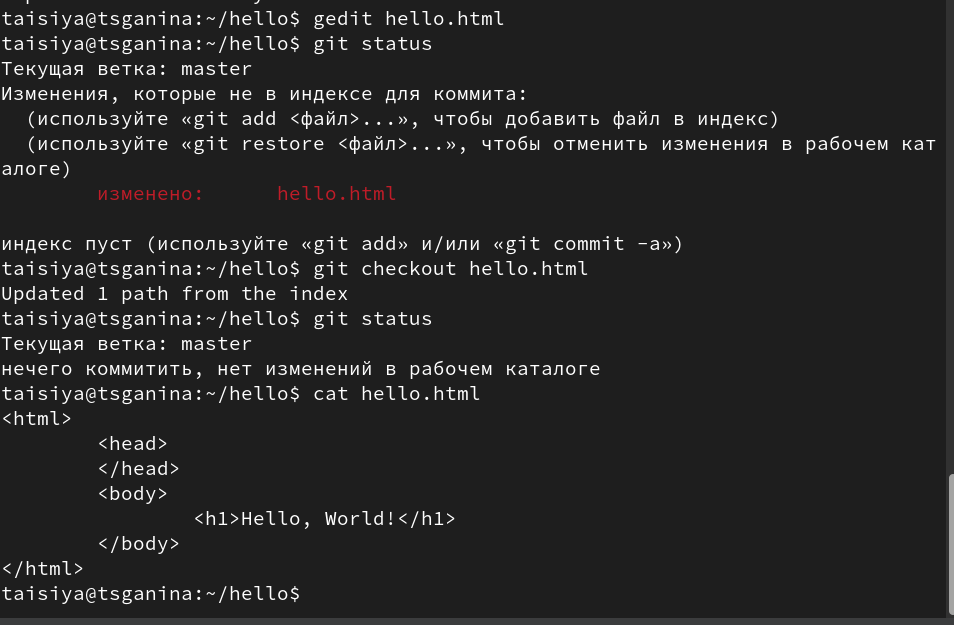 taisiya@tsganina:~/hello$ gedit hello.html
taisiya@tsganina:~/hello$ git status
Текущая ветка: master
Изменения, которые не в индексе для коммита:
  (используйте «git add <файл>...», чтобы добавить файл в индекс)
  (используйте «git restore <файл>...», чтобы отменить изменения в рабочем кат
алоге)
        изменено:      hello.html

индекс пуст (используйте «git add» и/или «git commit -a»)
taisiya@tsganina:~/hello$ git checkout hello.html
Updated 1 path from the index
taisiya@tsganina:~/hello$ git status
Текущая ветка: master
нечего коммитить, нет изменений в рабочем каталоге
taisiya@tsganina:~/hello$ cat hello.html
<html>
        <head>
        </head>
        <body>
                <h1>Hello, World!</h1>
        </body>
</html>
taisiya@tsganina:~/hello$